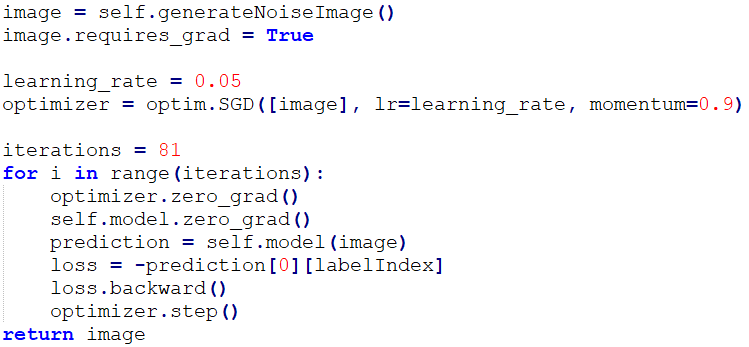 image = self.generateNoiseImage()
image.requires_grad = True
learning_rate = 0.05
optimizer = optim.SGD([image], lr=learning_rate, momentum=0.9)
iterations = 81
for i in range(iterations):
    optimizer.zero_grad()
    self.model.zero_grad()
    prediction = self.model(image)
    loss = -prediction[0][labelIndex]
    loss.backward()
    optimizer.step()
return image